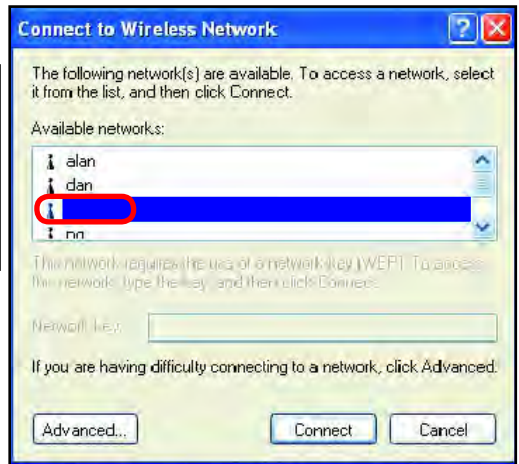 Connect to Wireless Network
The following network(s) are available. To access a network, select
it from the list, and then click Connect.
Available networks:
alan
dan
This network requires the use of a network key (WEP). To access
this network, type the key, and then click Connect.
Network key:
If you are having difficulty connecting to a network, click Advanced.
Advanced... Connect Cancel